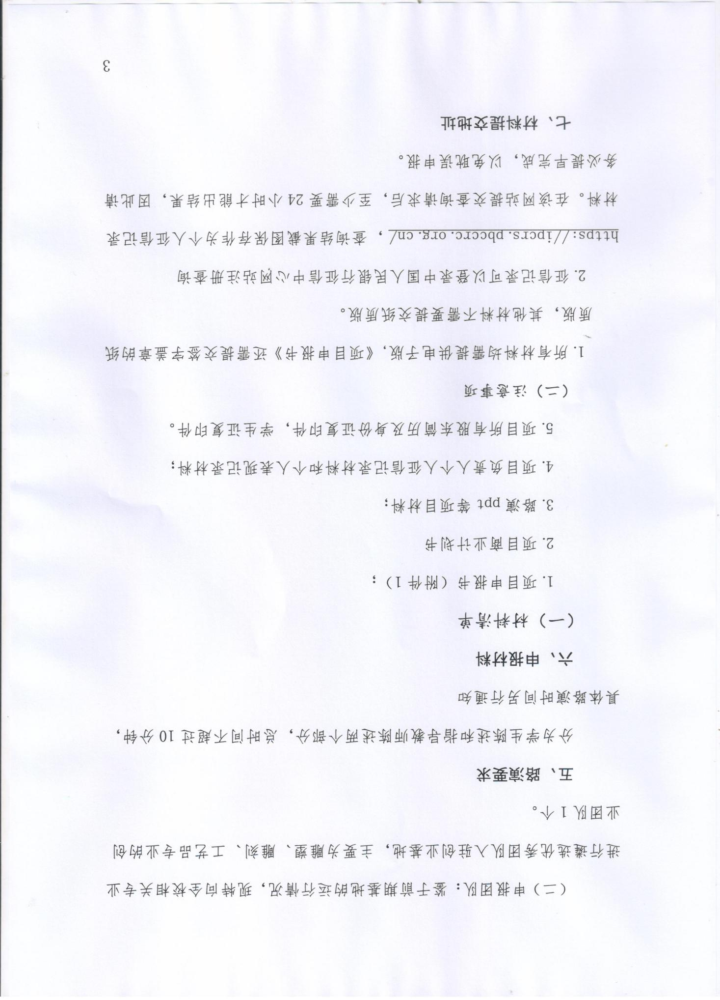 （二）申报团队：鉴于前期基地的运行情况，现特向全校相关专业
进行遴选优秀团队入驻创业基地，主要为雕塑、雕刻、工艺品专业的创
业团队 1 个。
五、路演要求
分为学生陈述和指导教师陈述两个部分，总时间不超过 10 分钟，
具体路演时间另行通知
六、申报材料
（一）材料清单
1. 项目申报书（附件 1）;
2. 项目商业计划书
3. 路演 ppt 等项目材料;
4. 项目负责人个人征信记录材料和个人表现记录材料;
5. 项目所有股东简历及身份证复印件，学生证复印件。
（二）注意事项
1. 所有材料均需提供电子版，《项目申报书》还需提交签字盖章的纸
质版，其他材料不需要提交纸质版。
2. 征信记录可以登录中国人民银行征信中心网站注册查询
https://ipcrs.pbccrc.org.cn/，查询结果截图保存作为个人征信记录
材料。在该网站提交查询请求后，至少需要 24 小时才能出结果，因此请
务必提早完成，以免耽误申报。
七、材料提交地址
3